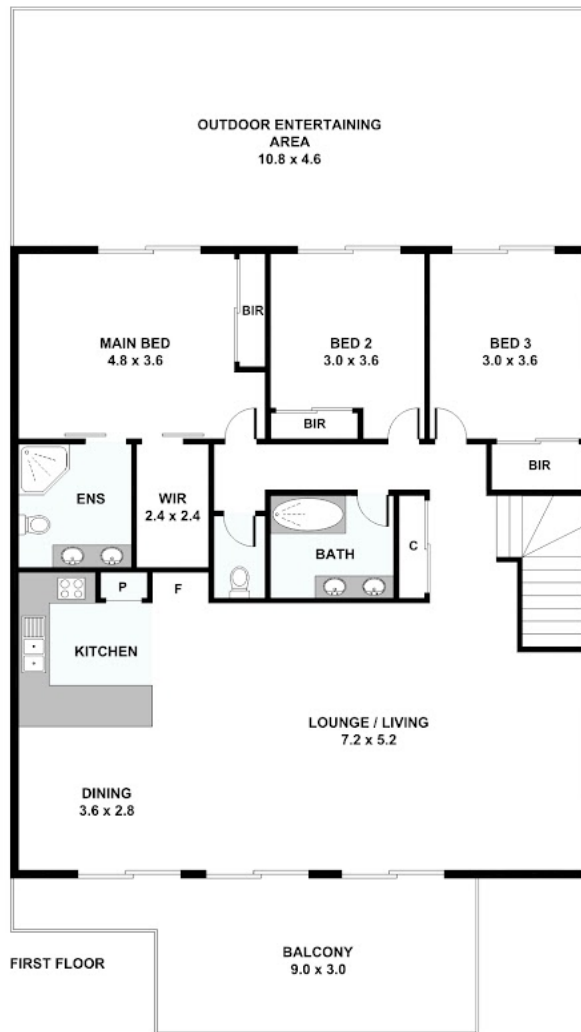 OUTDOOR ENTERTAINING
AREA
10.8 x 4.6
BIR
MAIN BED
4.8 x 3.6
BED 2
3.0 x 3.6
BED 3
3.0 x 3.6
BIR
BIR
ENS
WIR
2.4 x 2.4
BATH
C
P
F
KITCHEN
LOUNGE / LIVING
7.2 x 5.2
DINING
3.6 x 2.8
BALCONY
9.0 x 3.0
FIRST FLOOR